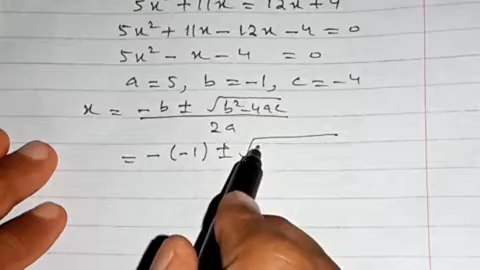 5x² + 11x = 12x + 4
5x² + 11x - 12x - 4 = 0
5x² - x - 4 = 0
a = 5, b = -1, c = -4
x = -b ± √b²-4ac
2a
= -(-1) ± √